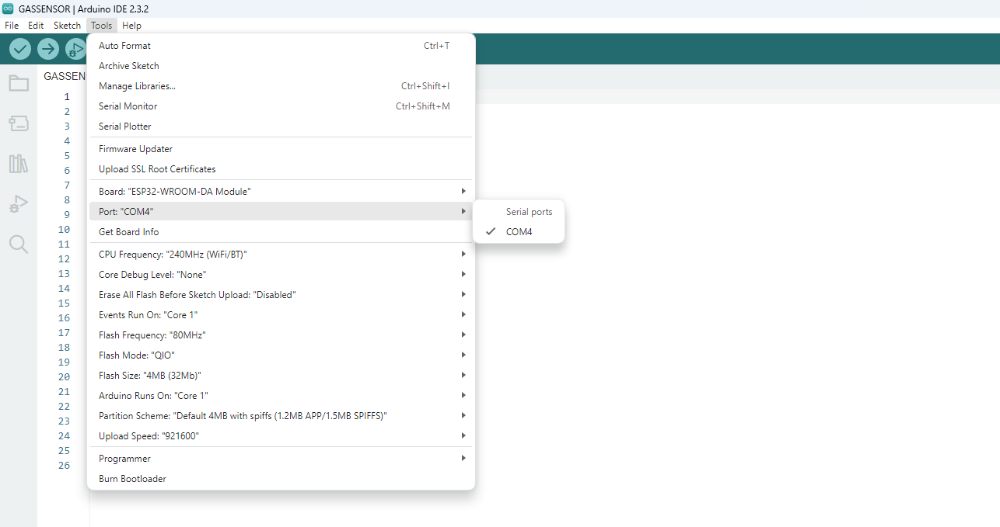 GASSENSOR | Arduino IDE 2.3.2
File Edit Sketch Tools Help
GASSEN
Auto Format Ctrl+T
Archive Sketch
Manage Libraries... Ctrl+Shift+I
Serial Monitor Ctrl+Shift+M
Serial Plotter
Firmware Updater
Upload SSL Root Certificates
Board: "ESP32-WROOM-DA Module"
Port: "COM4"
Get Board Info
CPU Frequency: "240MHz (WiFi/BT)"
Core Debug Level: "None"
Erase All Flash Before Sketch Upload: "Disabled"
Events Run On: "Core 1"
Flash Frequency: "80MHz"
Flash Mode: "QIO"
Flash Size: "4MB (32Mb)"
Arduino Runs On: "Core 1"
Partition Scheme: "Default 4MB with spiffs (1.2MB APP/1.5MB SPIFFS)"
Upload Speed: "921600"
Programmer
Burn Bootloader
Serial ports
COM4
1
2
3
4
5
6
7
8
9
10
11
12
13
14
15
16
17
18
19
20
21
22
23
24
25
26